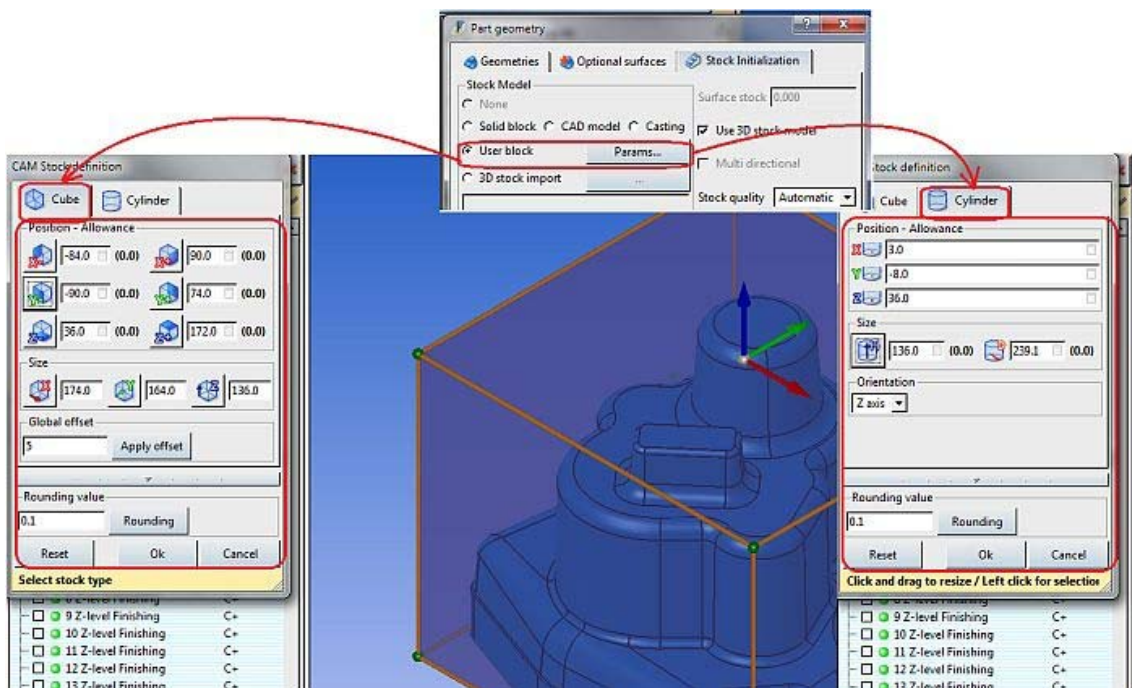 Part geometry
Geometries
Optional surfaces
Stock Initialization
Stock Model
None
Surface stock 0.000
Solid block
CAD model
Casting
Use 3D stock model
User block
Params...
Multi directional
3D stock import
...
Stock quality Automatic
CAM Stock definition
Cube
Cylinder
Position - Allowance
-84.0 (0.0) 90.0 (0.0)
-90.0 (0.0) 74.0 (0.0)
36.0 (0.0) 172.0 (0.0)
Size
174.0 164.0 136.0
Global offset
5 Apply offset
Rounding value
0.1 Rounding
Reset Ok Cancel
Select stock type
9 Z-level Finishing C+
10 Z-level Finishing C+
11 Z-level Finishing C+
12 Z-level Finishing C+
13 Z-level Finishing C+
Stock definition
Cube
Cylinder
Position - Allowance
X 3.0
Y -8.0
Z 36.0
Size
136.0 (0.0) 239.1 (0.0)
Orientation
Z axis
Rounding value
0.1 Rounding
Reset Ok Cancel
Click and drag to resize / Left click for selection
9 Z-level Finishing C+
10 Z-level Finishing C+
11 Z-level Finishing C+
12 Z-level Finishing C+
13 Z-level Finishing C+